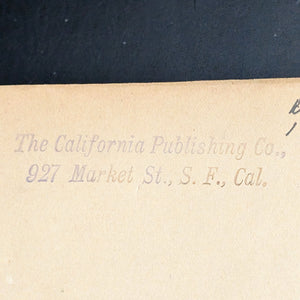 The California Publishing Co.,
927 Market St., S. F., Cal.